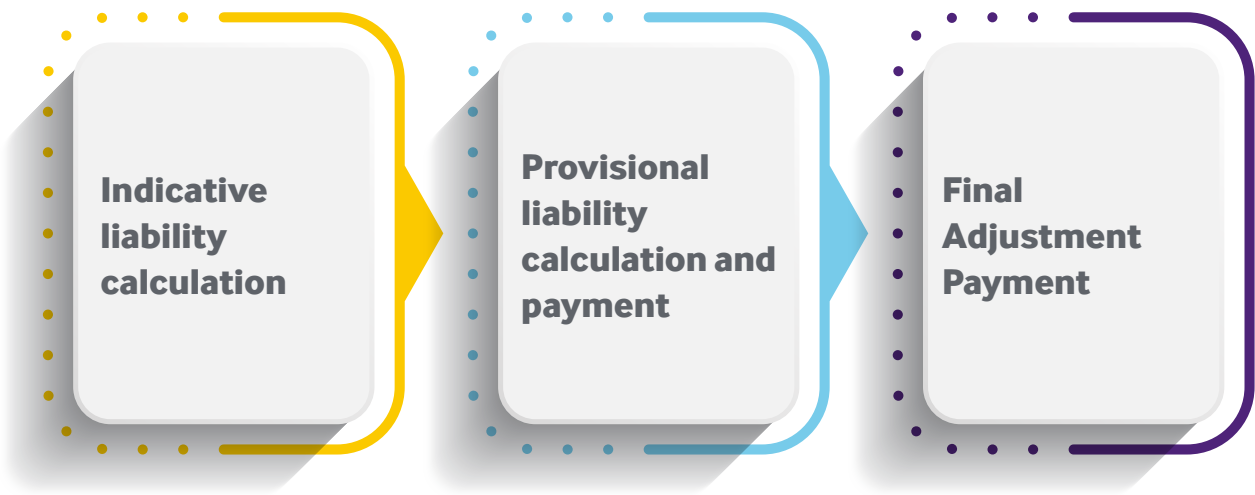 Indicative
liability
calculation
Provisional
liability
calculation and
payment
Final
Adjustment
Payment